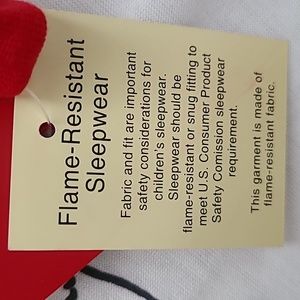 Flame-Resistant
Sleepwear
Fabric and fit are important
safety considerations for
children's sleepwear.
Sleepwear should be
flame-resistant or snug fitting to
meet U.S. Consumer Product
Safety Comission sleepwear
requirement.
This garment is made of
flame-resistant fabric.